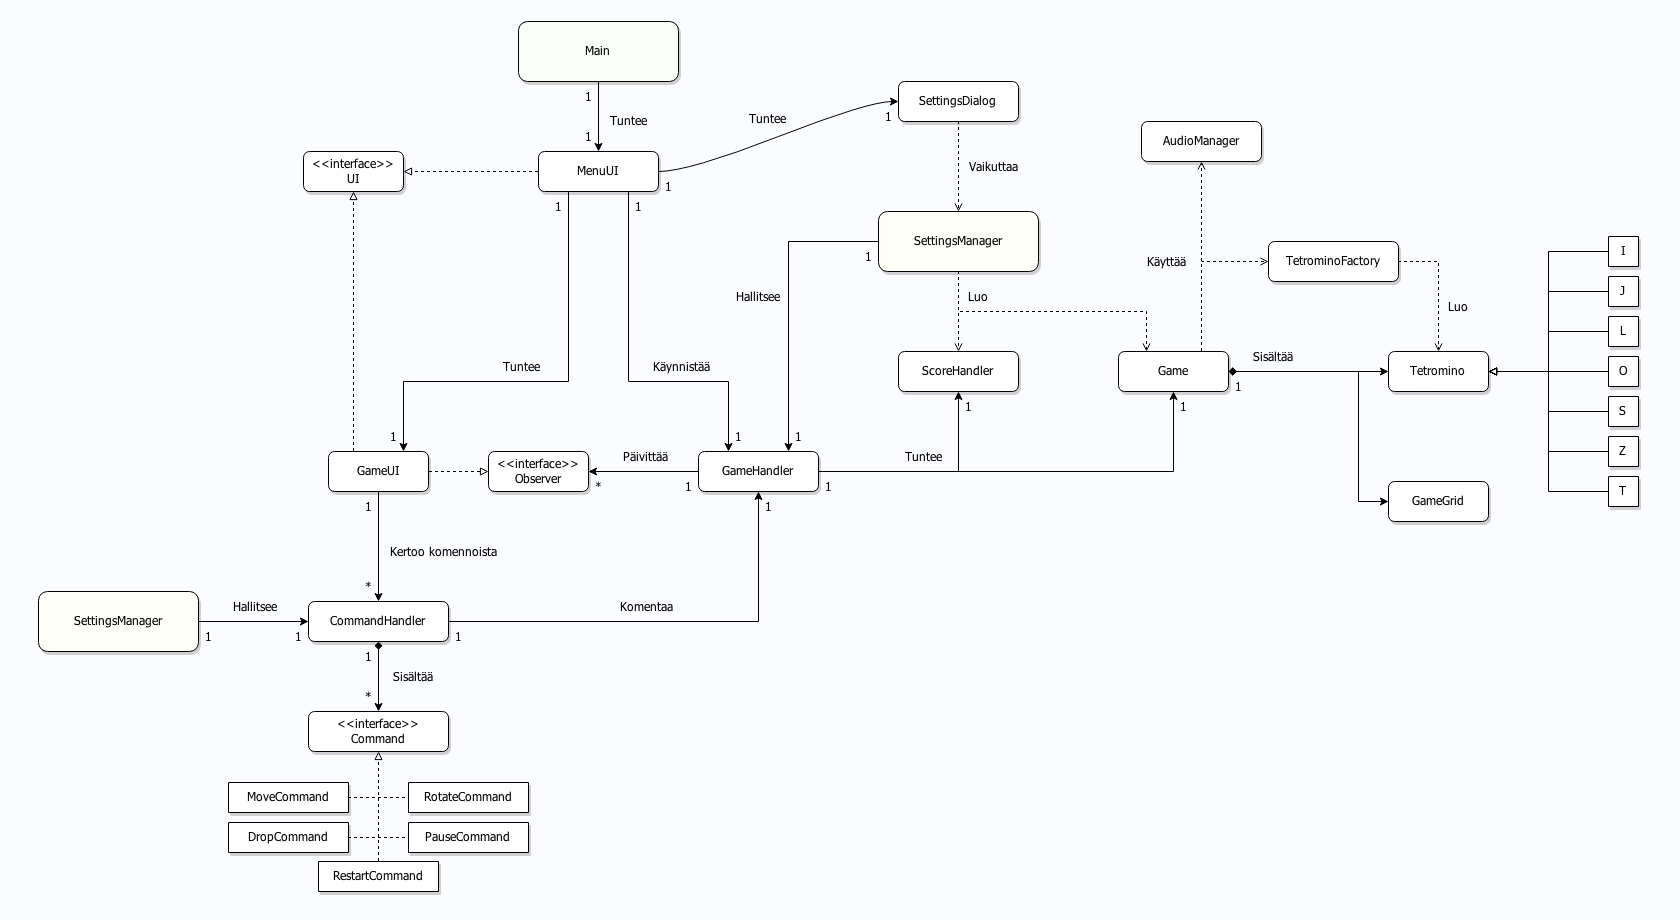 Main
1
Tuntee
1
SettingsDialog
Tuntee
1
AudioManager
<<interface>>
UI
MenuUI
1
Vaikuttaa
1
1
SettingsManager
1
Hallitsee
Luo
Käyttää
TetrominoFactory
Luo
I
J
L
O
S
Z
T
Tuntee
Käynnistää
ScoreHandler
Game
Sisältää
1
Tetromino
1
1
1
1
1
GameUI
<<interface>>
Observer
Päivittää
*
1
GameHandler
1
Tuntee
GameGrid
1
1
Kertoo komennoista
*
SettingsManager
Hallitsee
1
1
CommandHandler
1
Komentaa
1
Sisältää
*
<<interface>>
Command
MoveCommand
RotateCommand
DropCommand
PauseCommand
RestartCommand